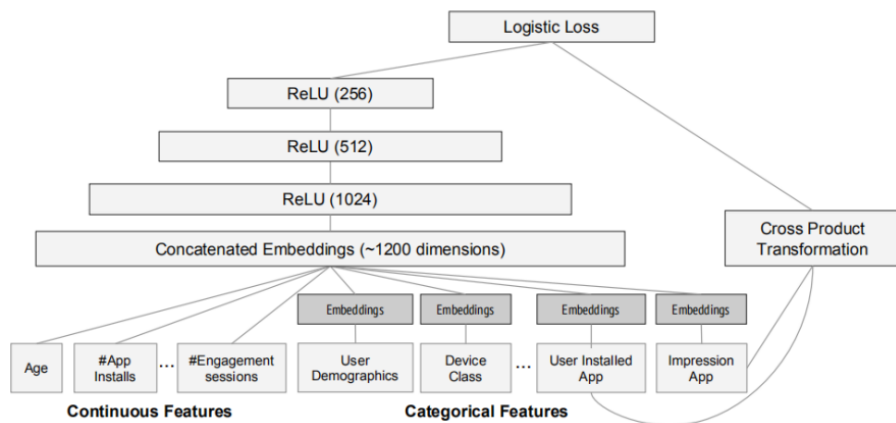 Logistic Loss
ReLU (256)
ReLU (512)
ReLU (1024)
Concatenated Embeddings (~1200 dimensions)
Cross Product
Transformation
Embeddings
Embeddings
Embeddings
Embeddings
Age
#App
Installs
...
#Engagement
sessions
User
Demographics
Device
Class
...
User Installed
App
Impression
App
Continuous Features
Categorical Features